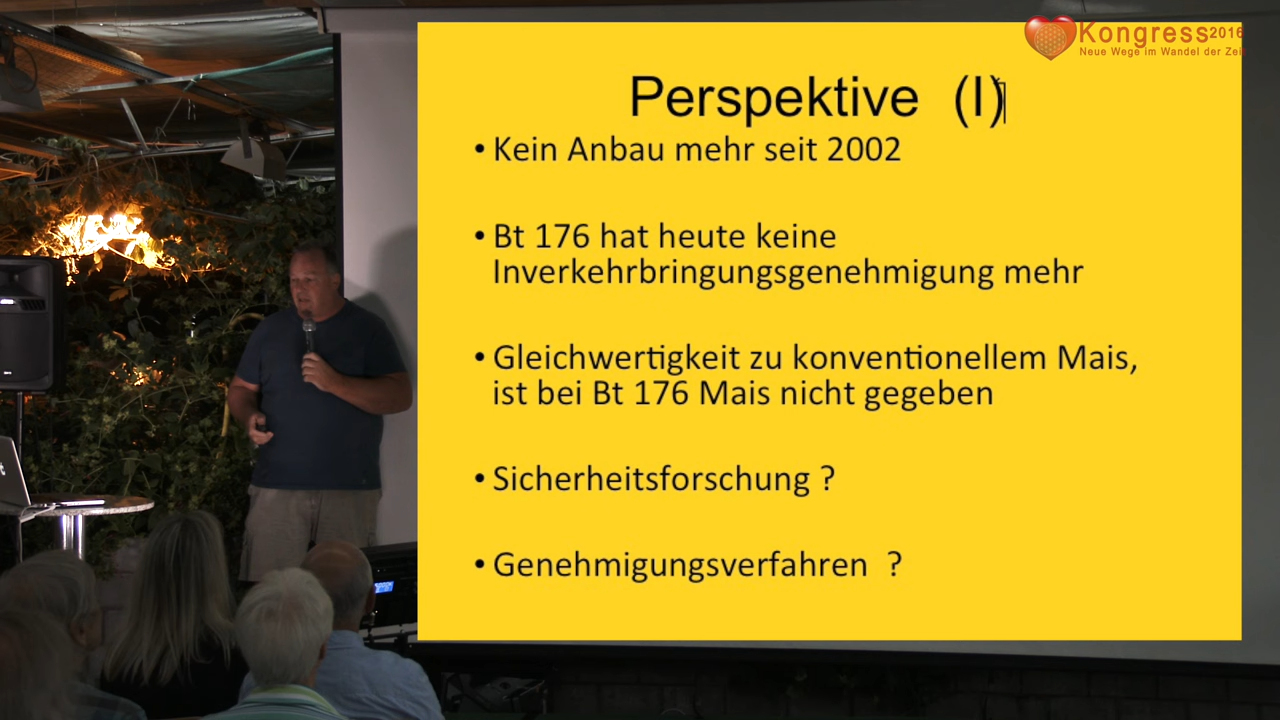 Kongress2016
Neue Wege im Wandel der Zeit
Perspektive (I)
• Kein Anbau mehr seit 2002
• Bt 176 hat heute keine
Inverkehrbringungsgenehmigung mehr
• Gleichwertigkeit zu konventionellem Mais,
ist bei Bt 176 Mais nicht gegeben
• Sicherheitsforschung ?
• Genehmigungsverfahren ?